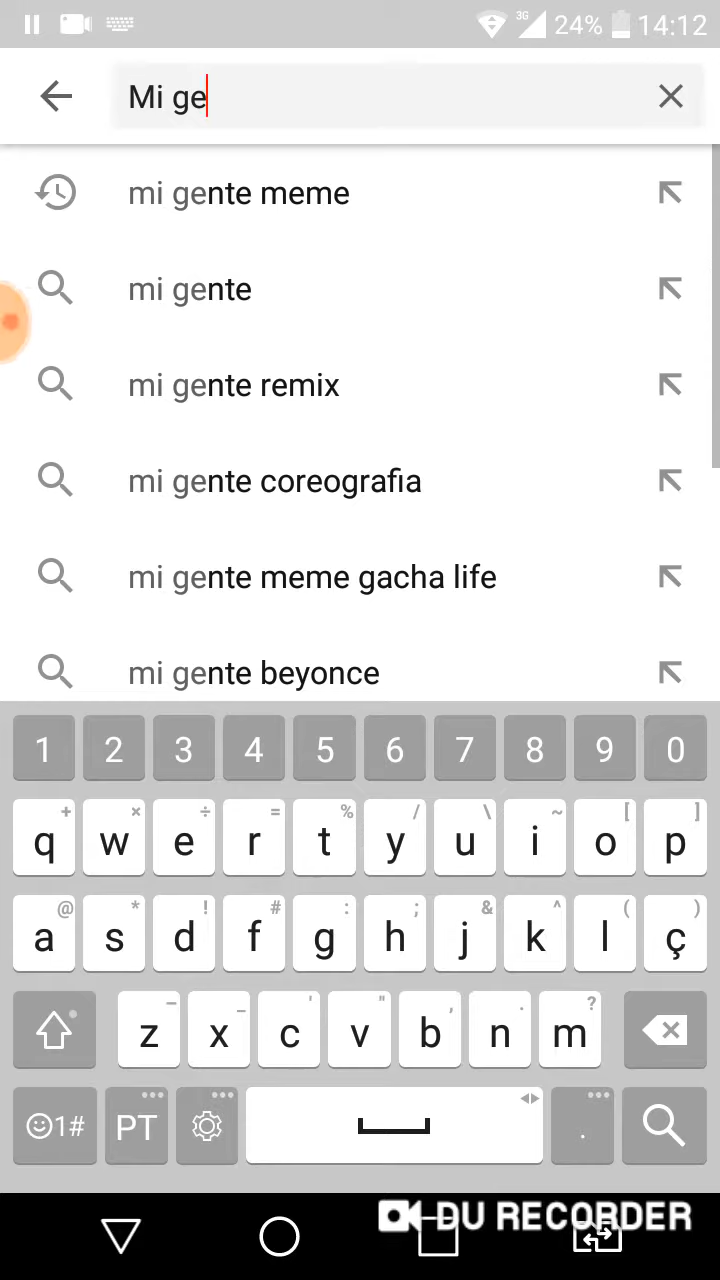 3G 24% 14:12
Mi ge
mi gente meme
mi gente
mi gente remix
mi gente coreografia
mi gente meme gacha life
mi gente beyonce
1 2 3 4 5 6 7 8 9 0
+ × ÷ = % / \ ~ [ ]
q w e r t y u i o p
@ * ! # : ; & ^ ( )
a s d f g h j k l ç
– _ ' " , . ?
z x c v b n m
1# PT .
DU RECORDER